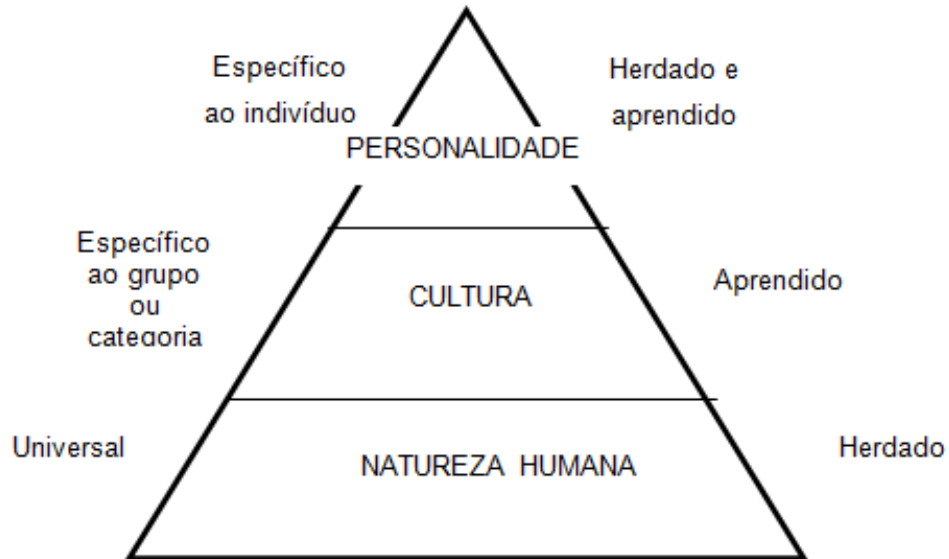 Específico
ao indivíduo
Herdado e
aprendido
PERSONALIDADE
Específico
ao grupo
ou
categoria
CULTURA
Aprendido
Universal
NATUREZA HUMANA
Herdado